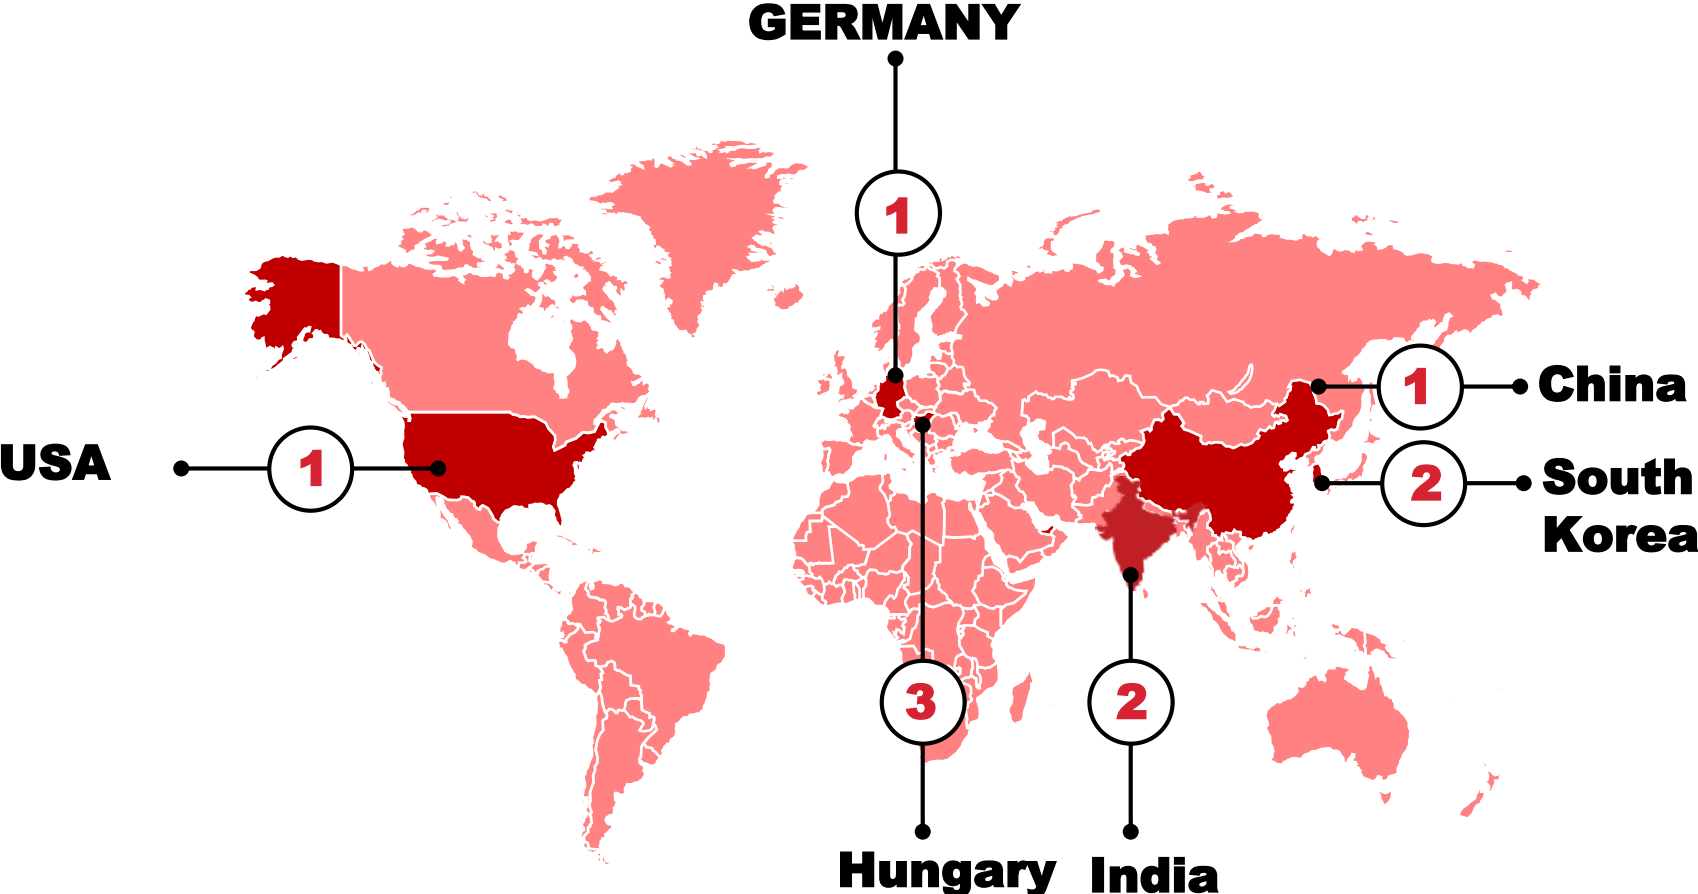 GERMANY
1
1
China
USA
1
2
South
Korea
3
2
Hungary
India